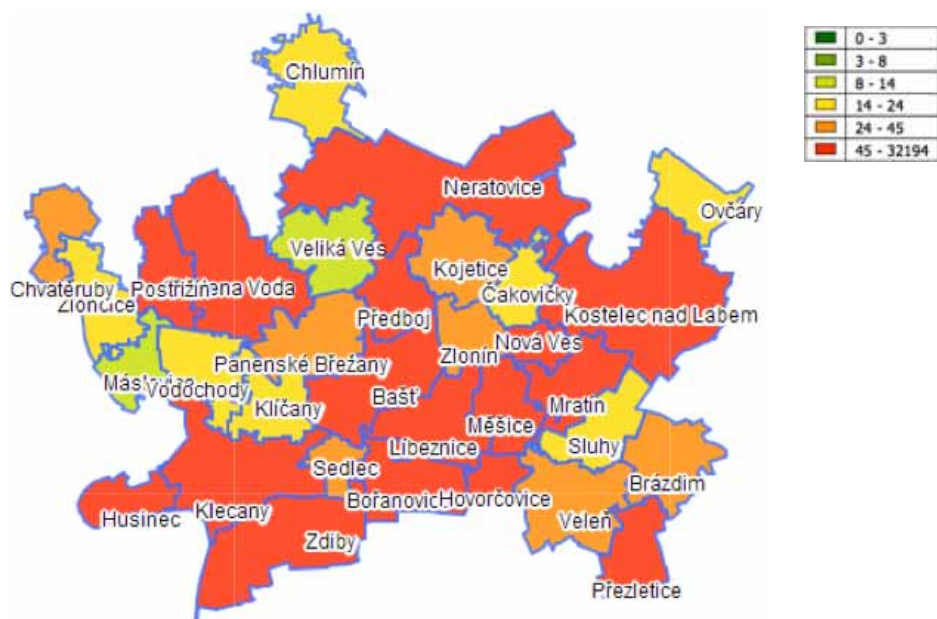 Chlumín
0 - 3
3 - 8
8 - 14
14 - 24
24 - 45
45 - 32194
Neratovice
Ovčáry
Veliká Ves
Kojetice
Chvatěruby
Postřižín
Čakovičky
Zlončice
Předboj
Kostelec nad Labem
Nová Ves
Zlonín
Panenské Břežany
Vodochody
Bašť
Klíčany
Mratín
Měšice
Líbeznice
Sluhy
Sedlec
Brázdim
Hovorčovice
Husinec
Klecany
Veleň
Zdiby
Přezletice